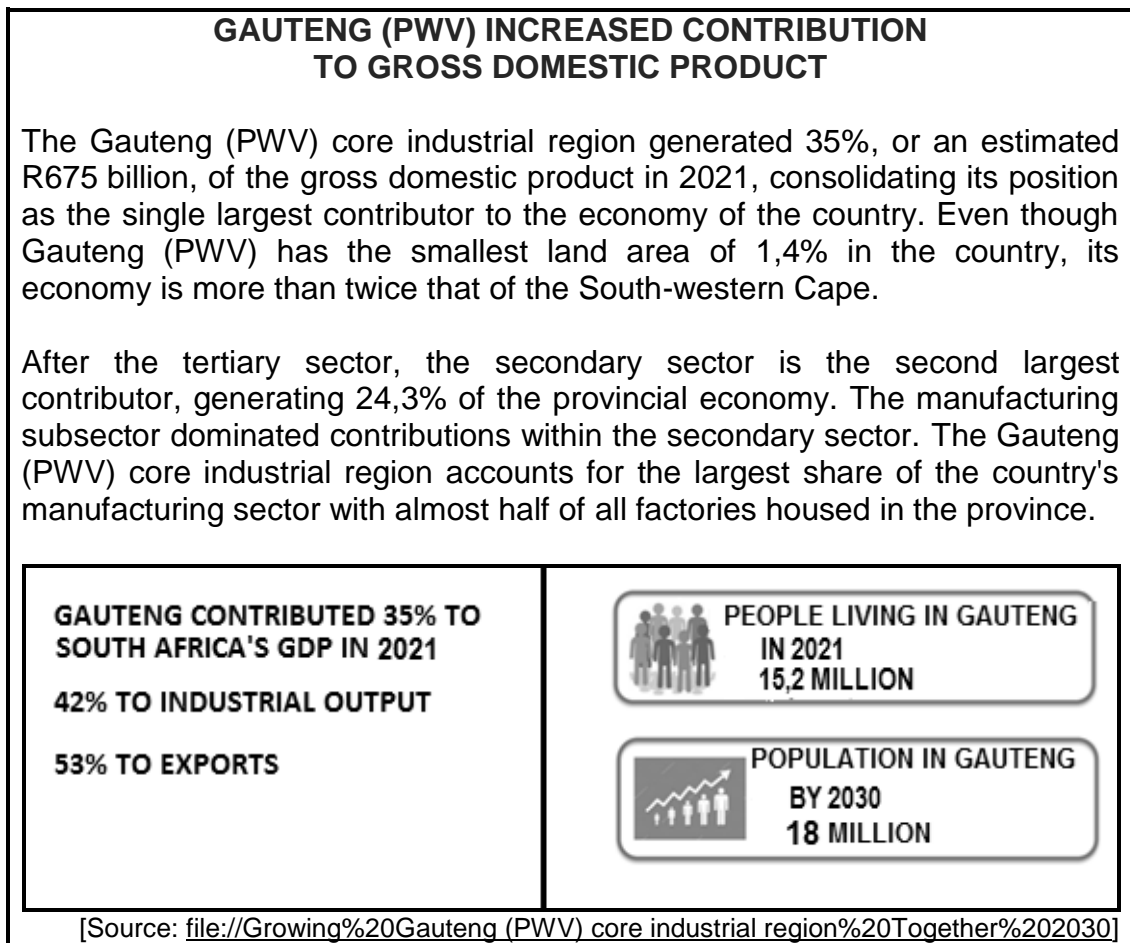 GAUTENG (PWV) INCREASED CONTRIBUTION
TO GROSS DOMESTIC PRODUCT
The Gauteng (PWV) core industrial region generated 35%, or an estimated
R675 billion, of the gross domestic product in 2021, consolidating its position
as the single largest contributor to the economy of the country. Even though
Gauteng (PWV) has the smallest land area of 1,4% in the country, its
economy is more than twice that of the South-western Cape.
After the tertiary sector, the secondary sector is the second largest
contributor, generating 24,3% of the provincial economy. The manufacturing
subsector dominated contributions within the secondary sector. The Gauteng
(PWV) core industrial region accounts for the largest share of the country's
manufacturing sector with almost half of all factories housed in the province.
GAUTENG CONTRIBUTED 35% TO
SOUTH AFRICA'S GDP IN 2021
42% TO INDUSTRIAL OUTPUT
53% TO EXPORTS
PEOPLE LIVING IN GAUTENG
IN 2021
15,2 MILLION
POPULATION IN GAUTENG
BY 2030
18 MILLION
[Source: file://Growing%20Gauteng (PWV) core industrial region%20Together%202030]